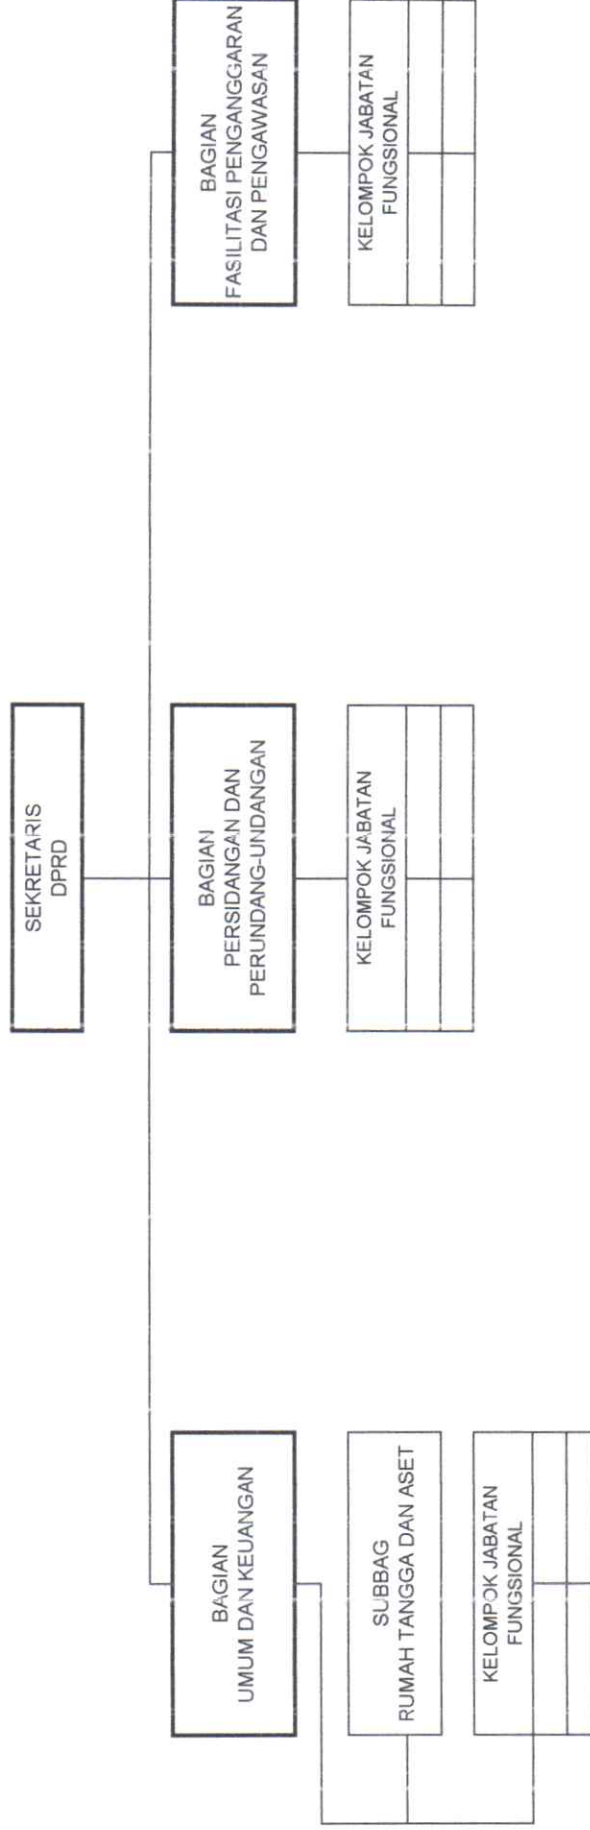 SEKRETARIS
DPRD
BAGIAN
UMUM DAN KEUANGAN
BAGIAN
PERSIDANGAN DAN
PERUNDANG-UNDANGAN
BAGIAN
FASILITASI PENGANGGARAN
DAN PENGAWASAN
SUBBAG
RUMAH TANGGA DAN ASET
KELOMPOK JABATAN
FUNGSIONAL
KELOMPOK JABATAN
FUNGSIONAL
KELOMPOK JABATAN
FUNGSIONAL